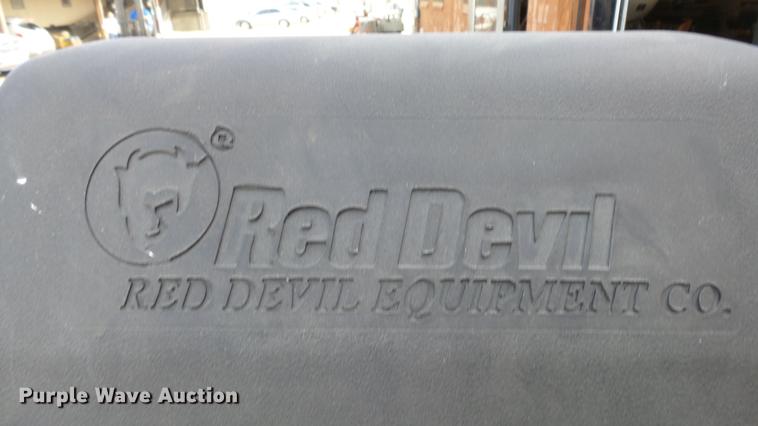 ®
Red Devil
RED DEVIL EQUIPMENT CO.
Purple Wave Auction